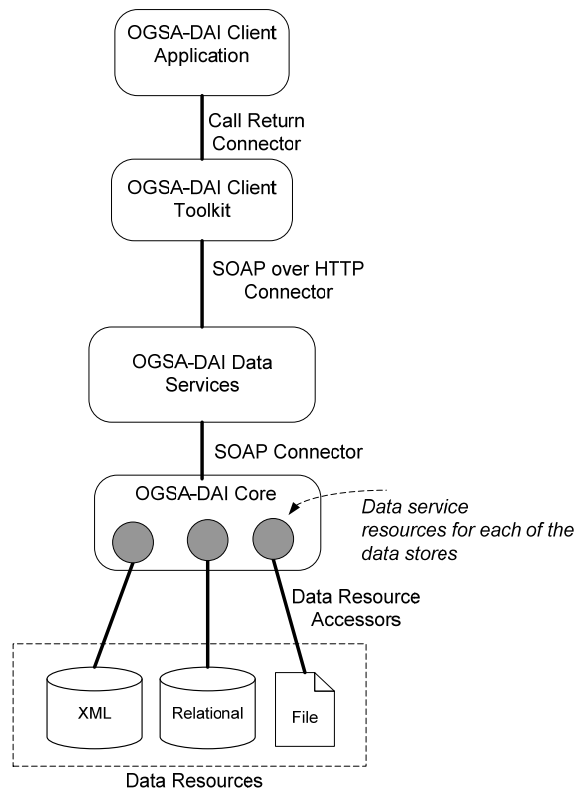 OGSA-DAI Client
Application
Call Return
Connector
OGSA-DAI Client
Toolkit
SOAP over HTTP
Connector
OGSA-DAI Data
Services
SOAP Connector
OGSA-DAI Core
Data service
resources for each of the
data stores
Data Resource
Accessors
XML
Relational
File
Data Resources